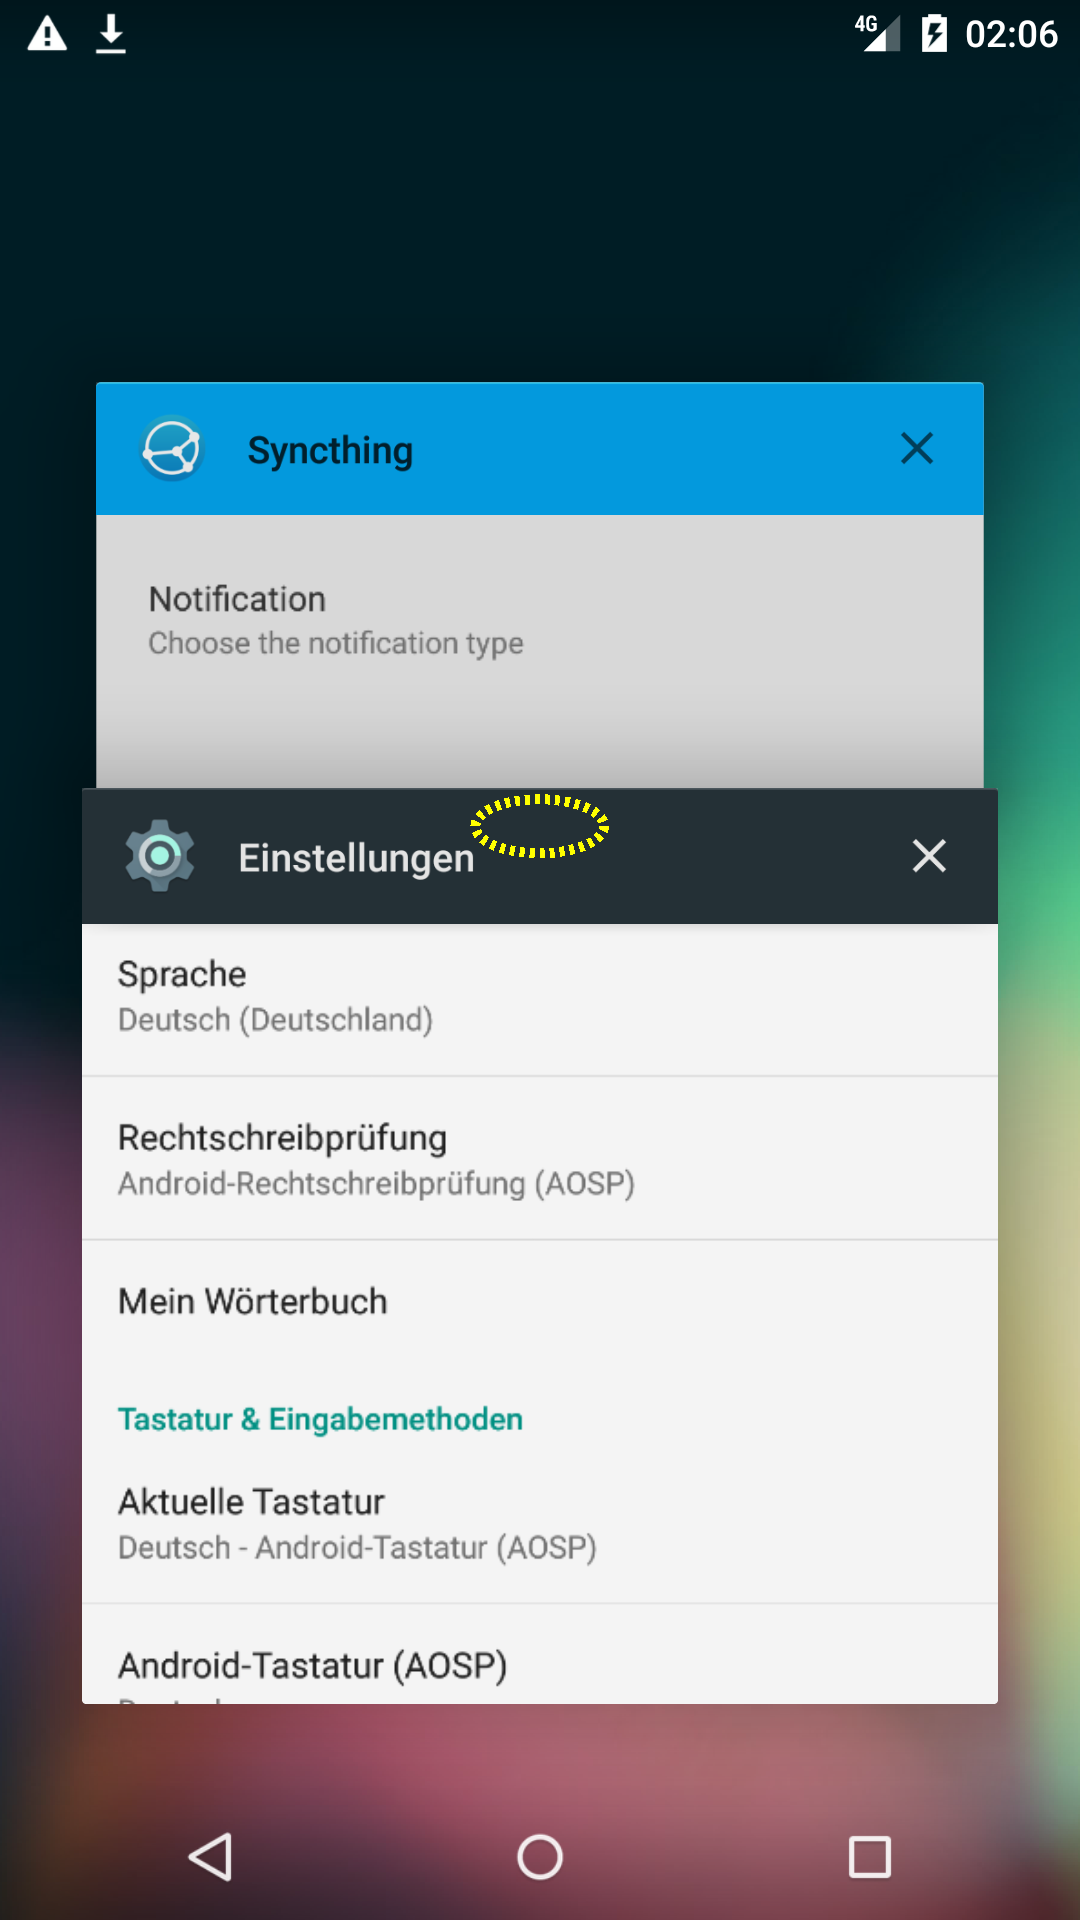 4G 02:06
Syncthing
Notification
Choose the notification type
Einstellungen
Sprache
Deutsch (Deutschland)
Rechtschreibprüfung
Android-Rechtschreibprüfung (AOSP)
Mein Wörterbuch
Tastatur & Eingabemethoden
Aktuelle Tastatur
Deutsch - Android-Tastatur (AOSP)
Android-Tastatur (AOSP)